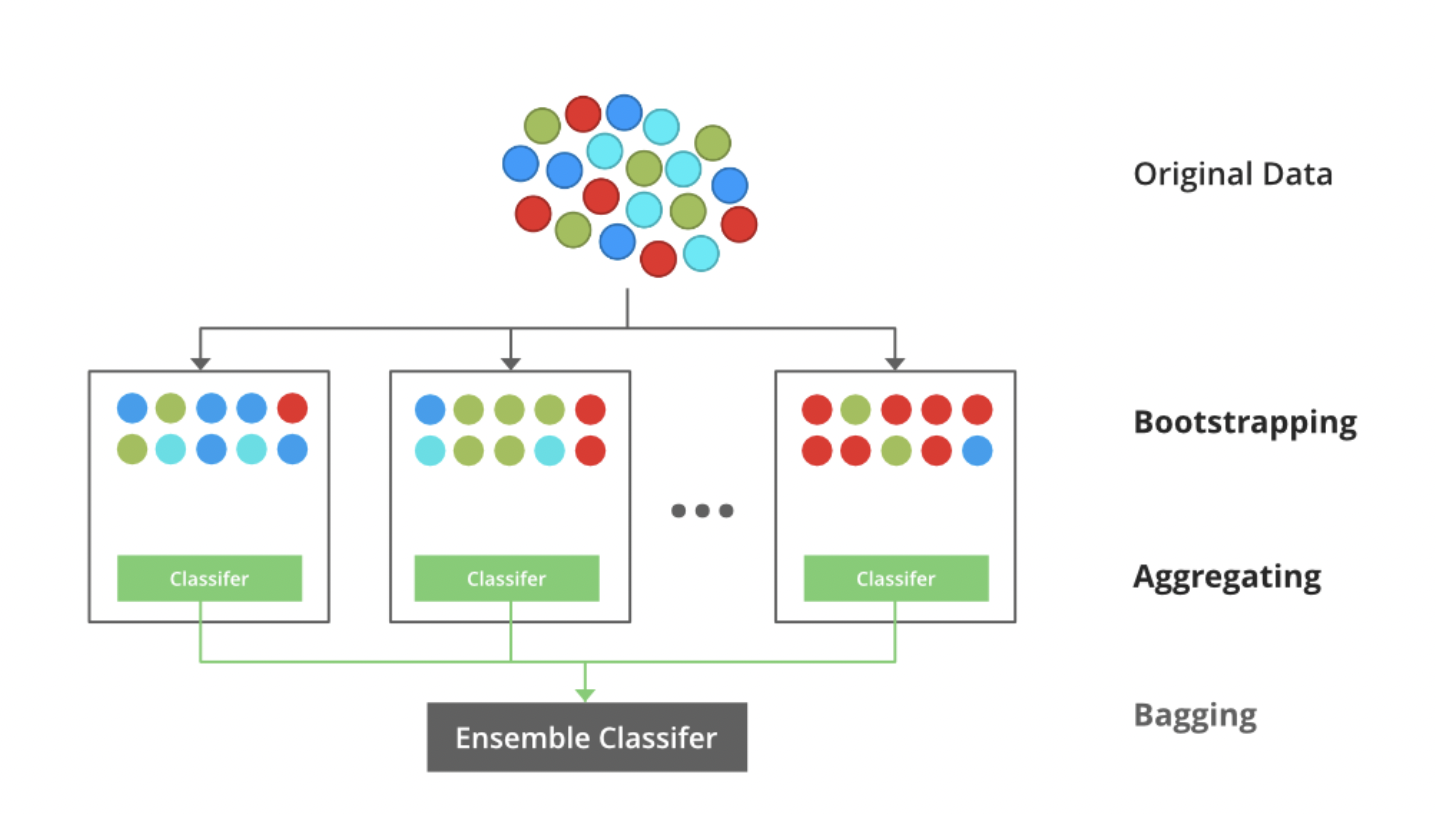 Original Data
Bootstrapping
Classifer
Classifer
Classifer
Aggregating
Ensemble Classifer
Bagging